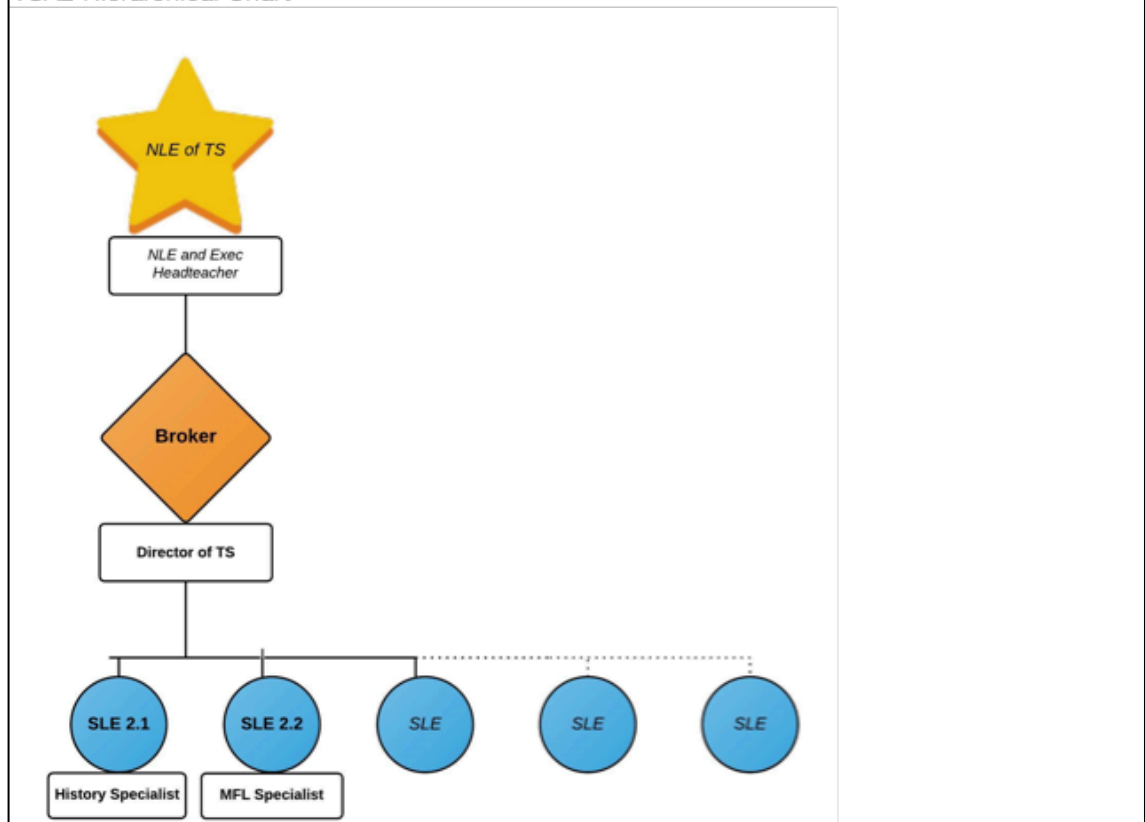 NLE of TS
NLE and Exec
Headteacher
Broker
Director of TS
SLE 2.1
SLE 2.2
SLE
SLE
SLE
History Specialist
MFL Specialist